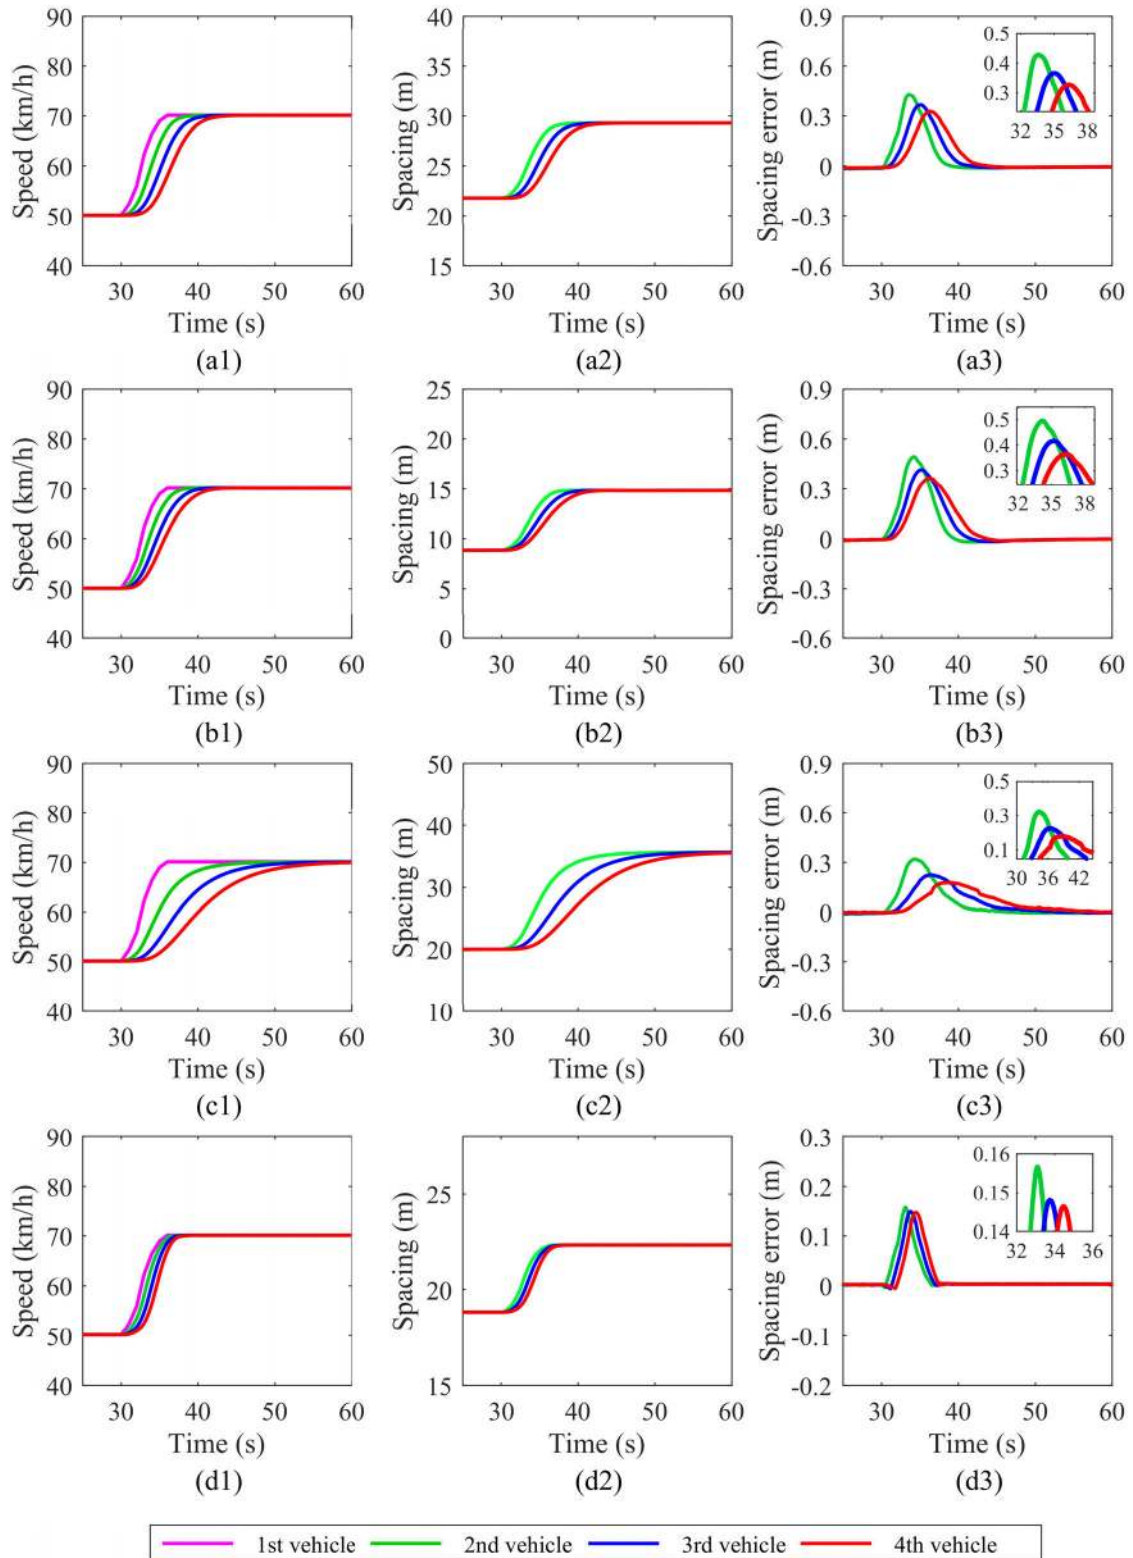 90
80
70
60
50
40
Speed (km/h)
30 40 50 60
Time (s)
(a1)
40
35
30
25
20
15
Spacing (m)
30 40 50 60
Time (s)
(a2)
0.9
0.6
0.3
0
-0.3
-0.6
Spacing error (m)
0.5
0.4
0.3
32 35 38
30 40 50 60
Time (s)
(a3)
90
80
70
60
50
40
Speed (km/h)
30 40 50 60
Time (s)
(b1)
25
20
15
10
5
0
Spacing (m)
30 40 50 60
Time (s)
(b2)
0.9
0.6
0.3
0
-0.3
-0.6
Spacing error (m)
0.5
0.4
0.3
32 35 38
30 40 50 60
Time (s)
(b3)
90
80
70
60
50
40
Speed (km/h)
30 40 50 60
Time (s)
(c1)
50
40
30
20
10
Spacing (m)
30 40 50 60
Time (s)
(c2)
0.9
0.6
0.3
0
-0.3
-0.6
Spacing error (m)
0.5
0.3
0.1
30 36 42
30 40 50 60
Time (s)
(c3)
90
80
70
60
50
40
Speed (km/h)
30 40 50 60
Time (s)
(d1)
27
24
21
18
15
Spacing (m)
30 40 50 60
Time (s)
(d2)
0.3
0.2
0.1
0
-0.1
-0.2
Spacing error (m)
0.16
0.15
0.14
32 34 36
30 40 50 60
Time (s)
(d3)
1st vehicle 2nd vehicle 3rd vehicle 4th vehicle